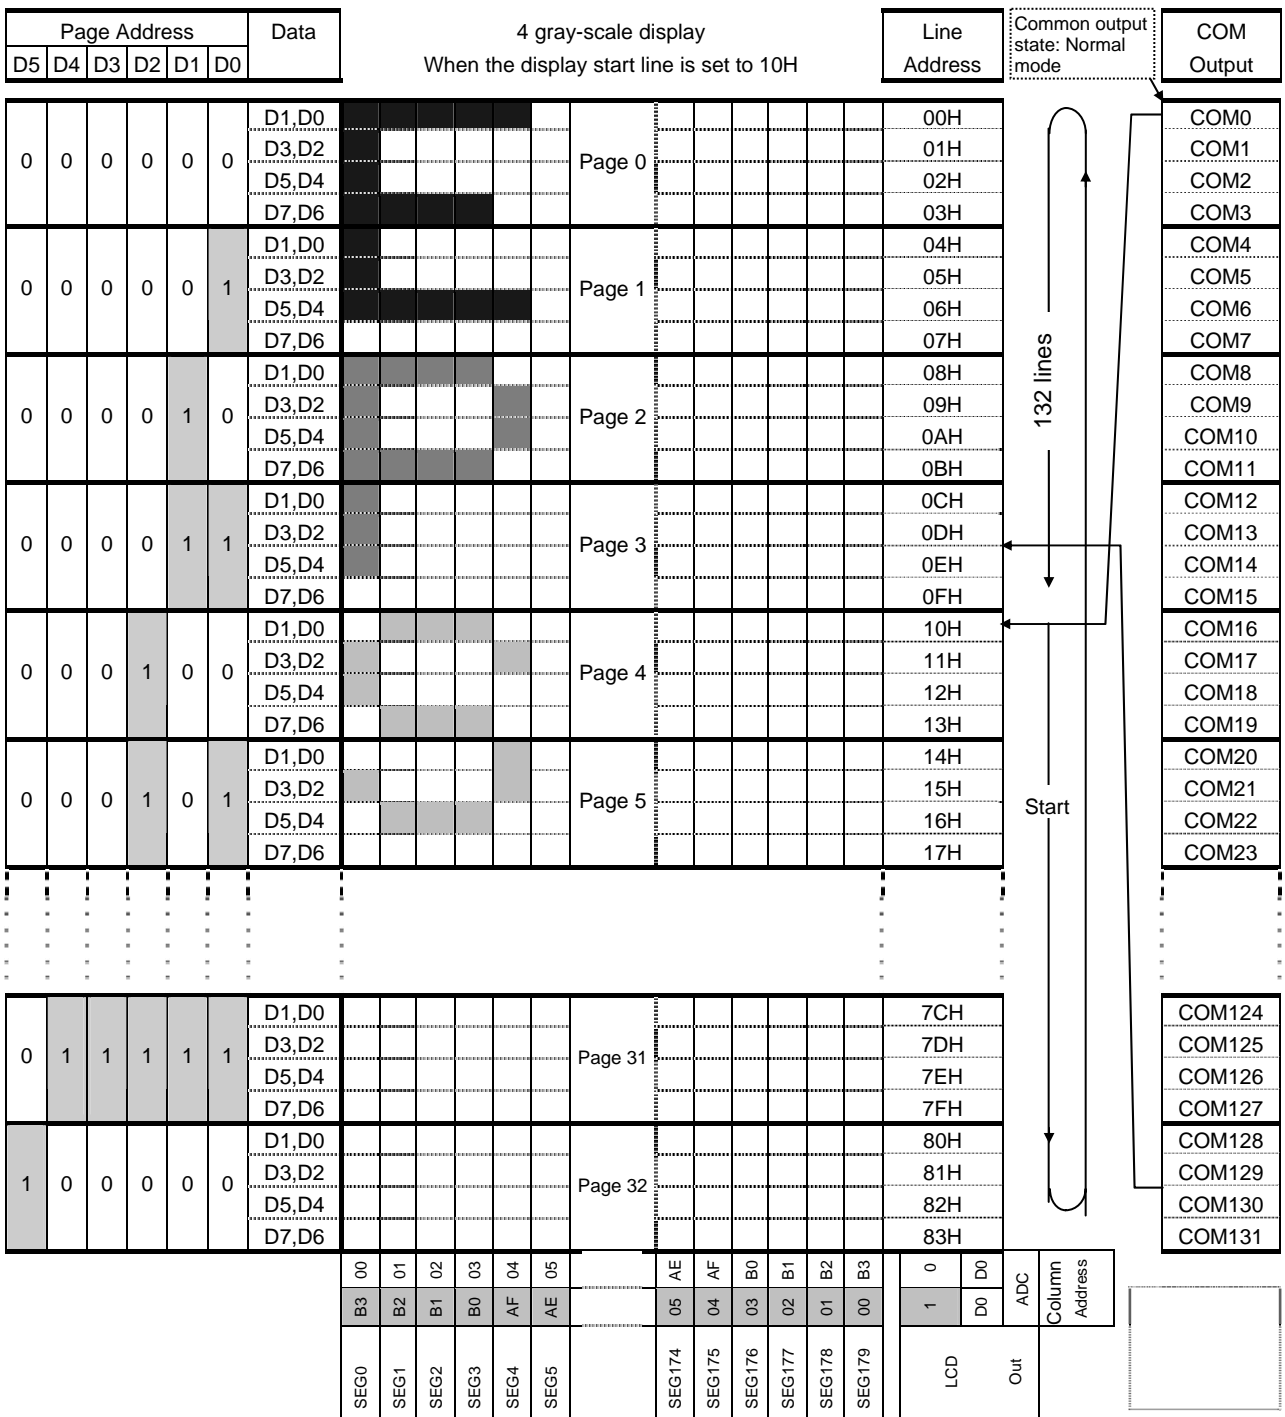 Page Address Data 4 gray-scale display Line Common output state: Normal mode COM
D5 D4 D3 D2 D1 D0 When the display start line is set to 10H Address Output
D1,D0 00H COM0
D3,D2 01H COM1
0 0 0 0 0 0 Page 0
D5,D4 02H COM2
D7,D6 03H COM3
D1,D0 04H COM4
D3,D2 05H COM5
0 0 0 0 0 1 Page 1
D5,D4 06H COM6
D7,D6 07H COM7
D1,D0 08H COM8
D3,D2 09H COM9
0 0 0 0 1 0 Page 2
D5,D4 0AH COM10
D7,D6 0BH COM11
132 lines
D1,D0 0CH COM12
D3,D2 0DH COM13
0 0 0 0 1 1 Page 3
D5,D4 0EH COM14
D7,D6 0FH COM15
D1,D0 10H COM16
D3,D2 11H COM17
0 0 0 1 0 0 Page 4
D5,D4 12H COM18
D7,D6 13H COM19
D1,D0 14H COM20
D3,D2 15H COM21
0 0 0 1 0 1 Page 5 Start
D5,D4 16H COM22
D7,D6 17H COM23
D1,D0 7CH COM124
D3,D2 7DH COM125
0 1 1 1 1 1 Page 31
D5,D4 7EH COM126
D7,D6 7FH COM127
D1,D0 80H COM128
D3,D2 81H COM129
1 0 0 0 0 0 Page 32
D5,D4 82H COM130
D7,D6 83H COM131
00 01 02 03 04 05 AE AF B0 B1 B2 B3 0 D0 ADC Column Address
B3 B2 B1 B0 AF AE 05 04 03 02 01 00 1 D0
SEG0 SEG1 SEG2 SEG3 SEG4 SEG5 SEG174 SEG175 SEG176 SEG177 SEG178 SEG179 LCD Out